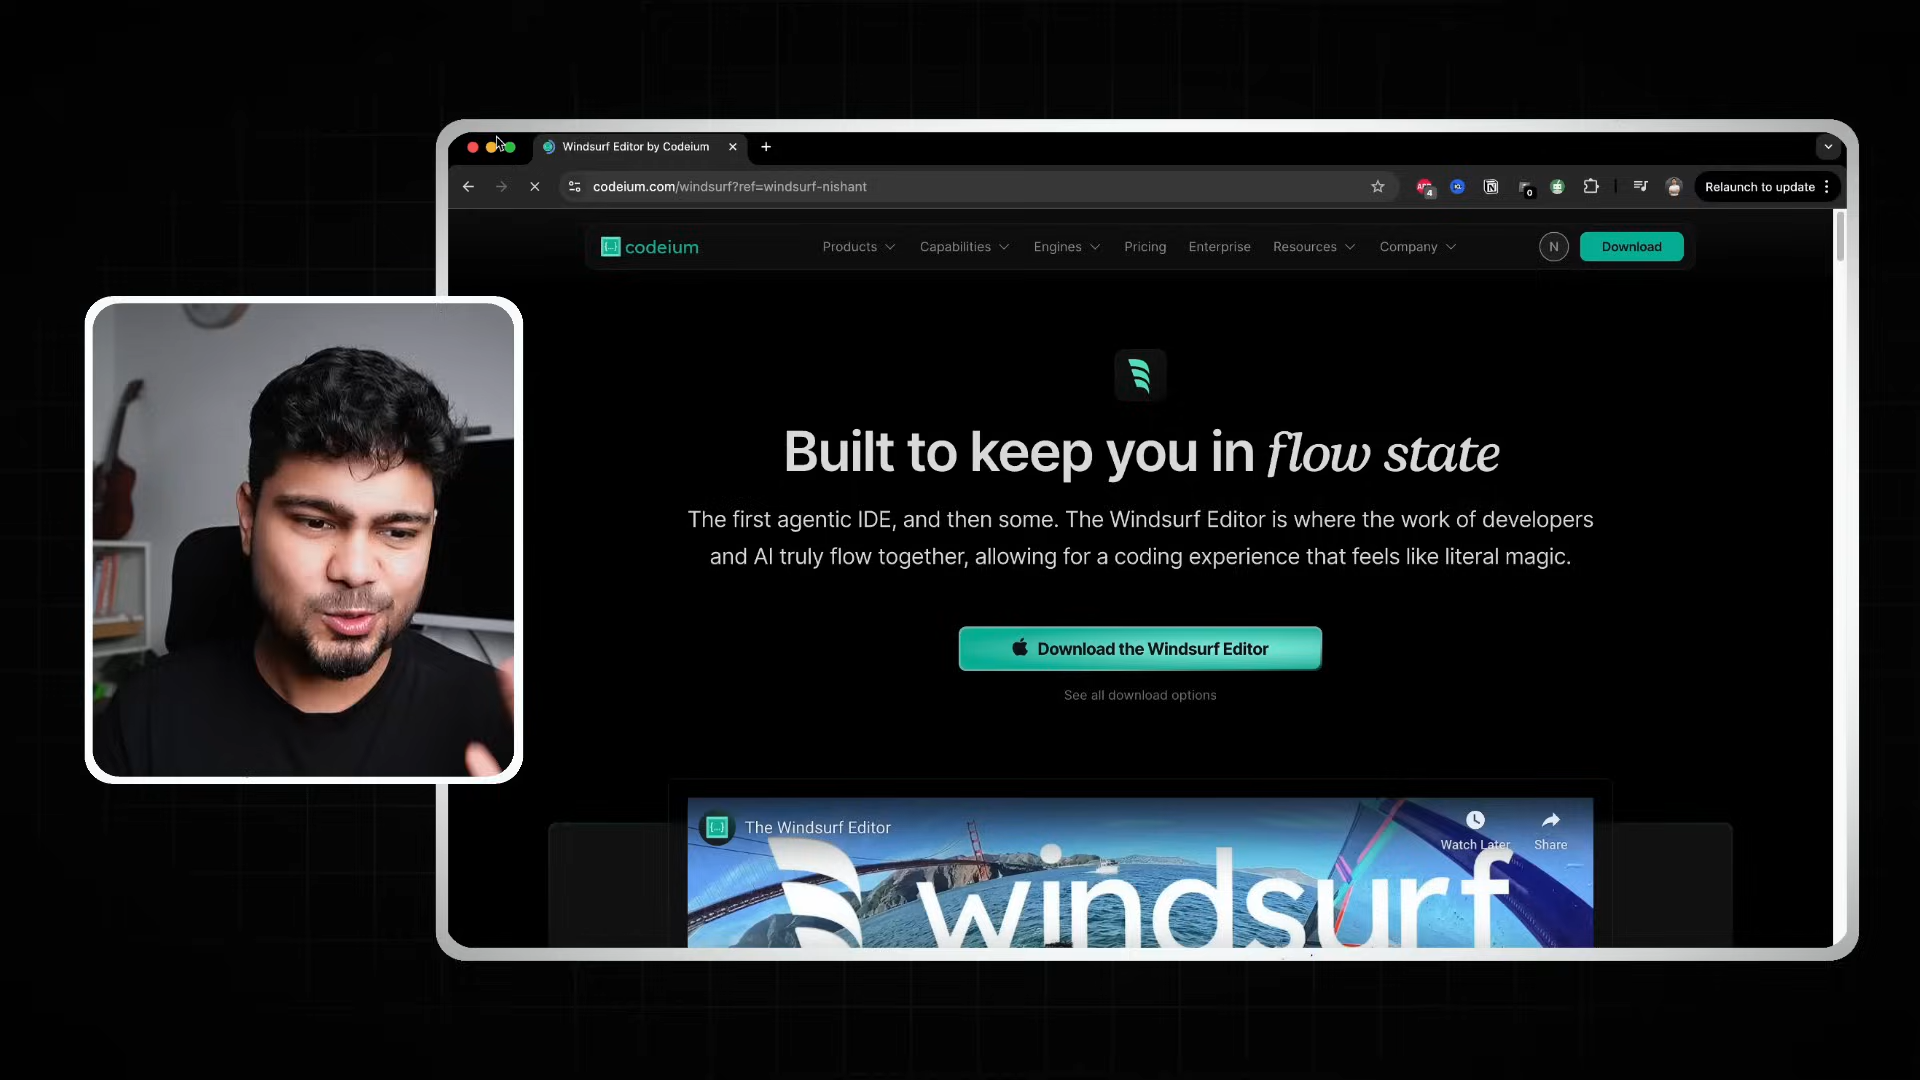 Windsurf Editor by Codeium
codeium.com/windsurf?ref=windsurf-nishant
4
0
Relaunch to update
codeium
Products
Capabilities
Engines
Pricing
Enterprise
Resources
Company
N
Download
Built to keep you in flow state
The first agentic IDE, and then some. The Windsurf Editor is where the work of developers
and AI truly flow together, allowing for a coding experience that feels like literal magic.
Download the Windsurf Editor
See all download options
The Windsurf Editor
Watch Later
Share
windsurf